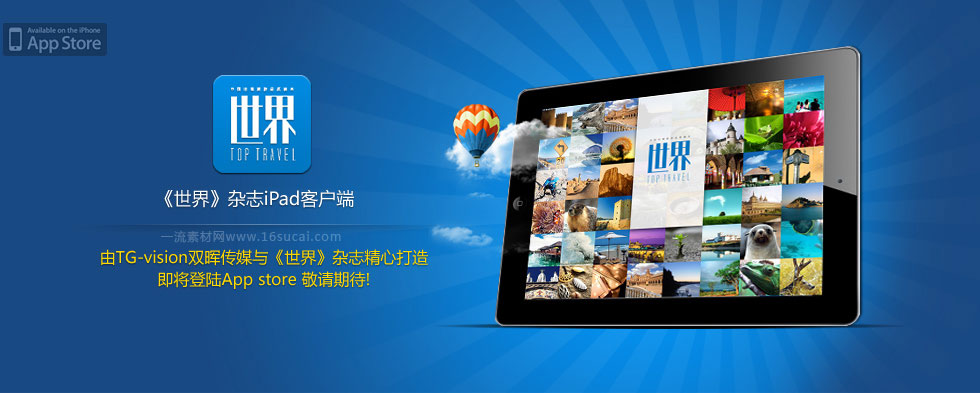 Available on the iPhone
App Store
世界
TOP TRAVEL
《世界》杂志iPad客户端
一流素材网www.16sucai.com
由TG-vision双晖传媒与《世界》杂志精心打造
即将登陆App store 敬请期待!
世界
TOP TRAVEL